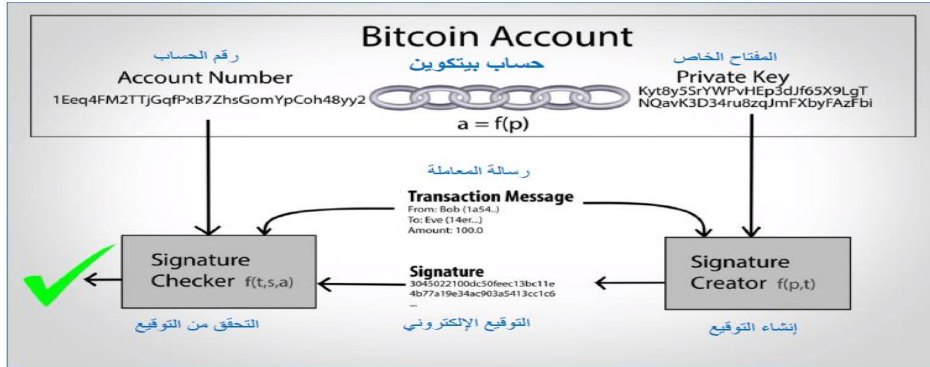 Bitcoin Account
حساب بيتكوين
رقم الحساب
Account Number
1Eeq4FM2TTjGqfPxB7ZhsGomYpCoh48yy2
المفتاح الخاص
Private Key
Kyt8y5SrYWPvHEp3dJf65X9LgT
NQavK3D34ru8zqJmFXbyFAzFbi
a = f(p)
رسالة المعاملة
Transaction Message
From: Bob (1a54..)
To: Eve (14er...)
Amount: 100.0
Signature
Checker f(t,s,a)
التحقق من التوقيع
Signature
3045022100dc50feec13bc11e
4b77a19e34ac903a5413cc1c6
...
التوقيع الإلكتروني
Signature
Creator f(p,t)
إنشاء التوقيع